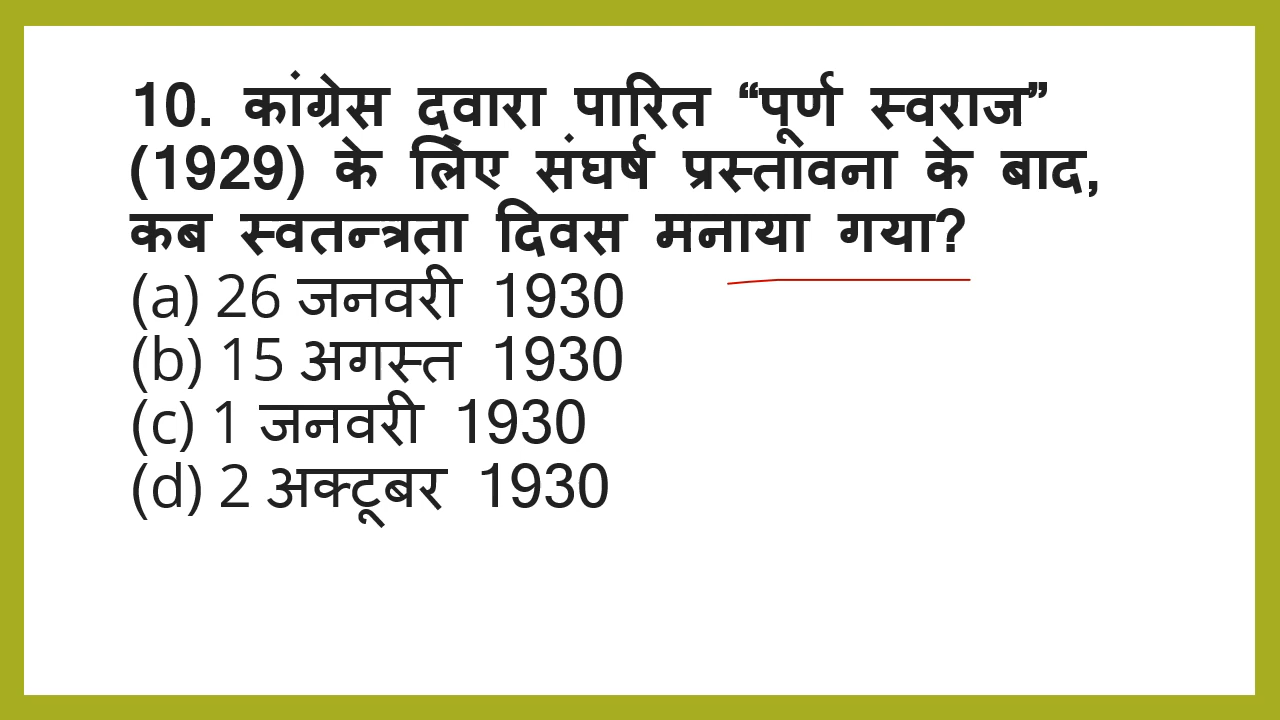 10. कांग्रेस द्वारा पारित “पूर्ण स्वराज”
(1929) के लिए संघर्ष प्रस्तावना के बाद,
कब स्वतन्त्रता दिवस मनाया गया?
(a) 26 जनवरी 1930
(b) 15 अगस्त 1930
(c) 1 जनवरी 1930
(d) 2 अक्टूबर 1930